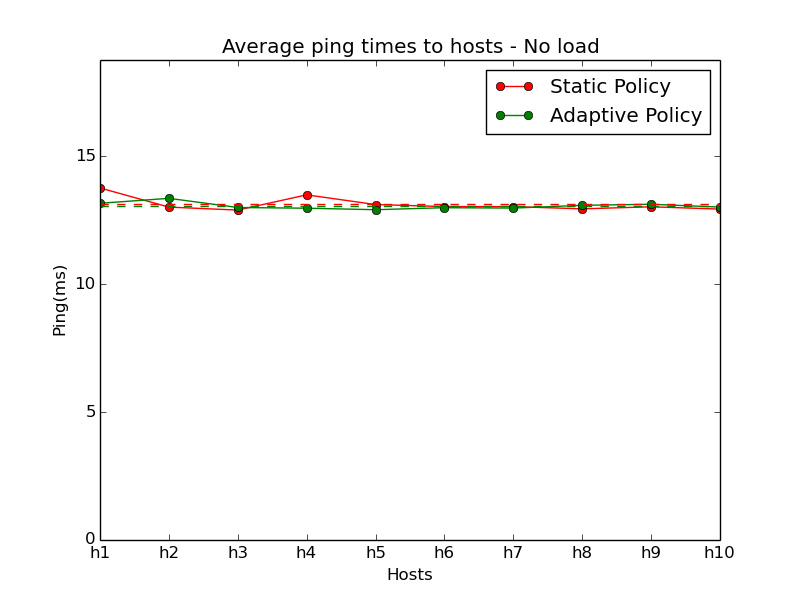 Average ping times to hosts - No load
Static Policy
Adaptive Policy
15
10
5
0
Ping(ms)
h1 h2 h3 h4 h5 h6 h7 h8 h9 h10
Hosts